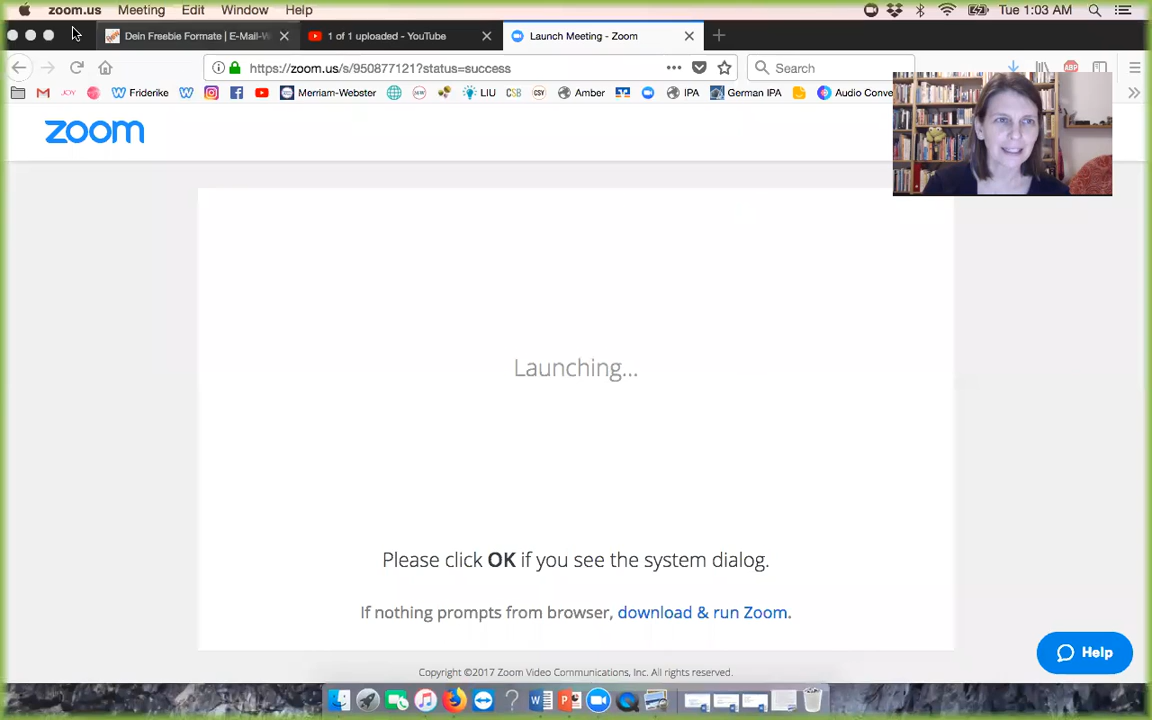 zoom.us Meeting Edit Window Help Tue 1:03 AM
Dein Freebie Formate | E-Mail-W 1 of 1 uploaded - YouTube Launch Meeting - Zoom
https://zoom.us/s/950877121?status=success Search
Friderike Merriam-Webster LIU CSB CSV Amber IPA German IPA Audio Conve
zoom
Launching...
Please click OK if you see the system dialog.
If nothing prompts from browser, download & run Zoom.
Help
Copyright ©2017 Zoom Video Communications, Inc. All rights reserved.